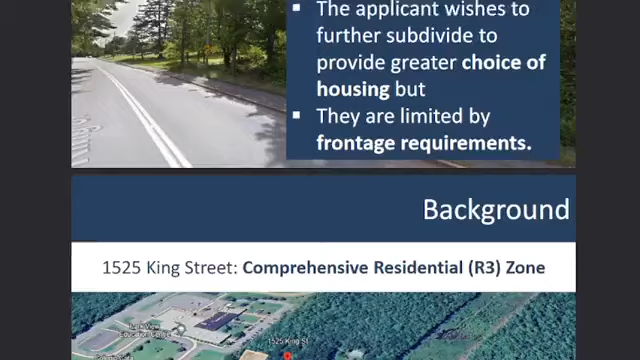 ▪ The applicant wishes to
further subdivide to
provide greater choice of
housing but
▪ They are limited by
frontage requirements.
Background
1525 King Street: Comprehensive Residential (R3) Zone
1525 King St